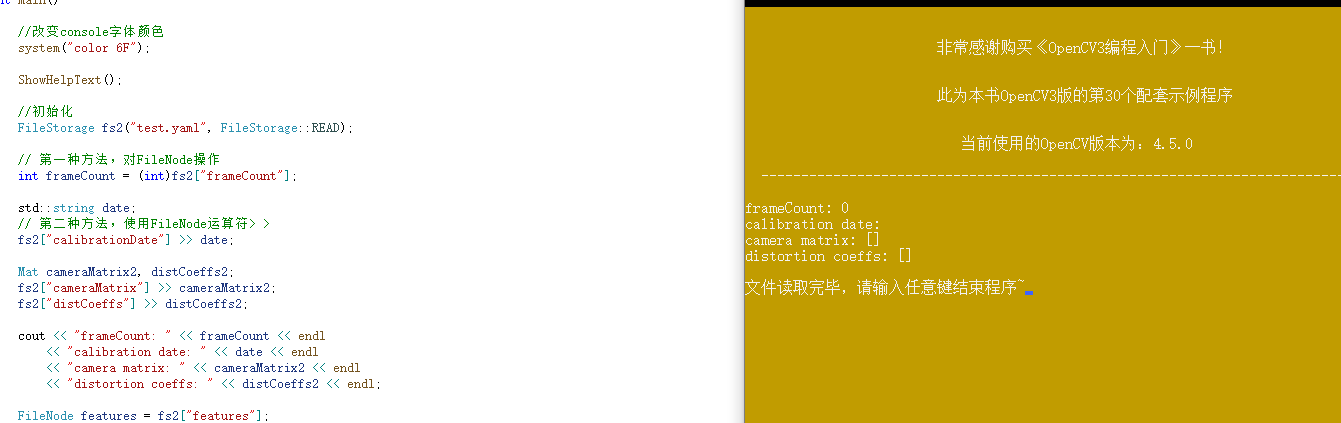 nt main()
//改变console字体颜色
system("color 6F");
ShowHelpText();
//初始化
FileStorage fs2("test.yaml", FileStorage::READ);
// 第一种方法，对FileNode操作
int frameCount = (int)fs2["frameCount"];
std::string date;
// 第二种方法，使用FileNode运算符> >
fs2["calibrationDate"] >> date;
Mat cameraMatrix2, distCoeffs2;
fs2["cameraMatrix"] >> cameraMatrix2;
fs2["distCoeffs"] >> distCoeffs2;
cout << "frameCount: " << frameCount << endl
<< "calibration date: " << date << endl
<< "camera matrix: " << cameraMatrix2 << endl
<< "distortion coeffs: " << distCoeffs2 << endl;
FileNode features = fs2["features"];
非常感谢购买《OpenCV3编程入门》一书！
此为本书OpenCV3版的第30个配套示例程序
当前使用的OpenCV版本为：4.5.0
----------------------------------------------------------------------------
frameCount: 0
calibration date:
camera matrix: []
distortion coeffs: []
文件读取完毕，请输入任意键结束程序~